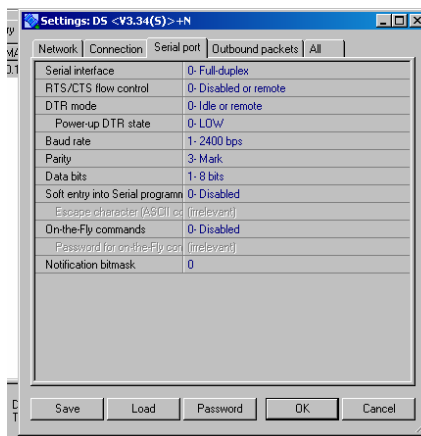 Settings: DS <V3.34(S)>+N
Network Connection Serial port Outbound packets All
Serial interface 0- Full-duplex
RTS/CTS flow control 0- Disabled or remote
DTR mode 0- Idle or remote
Power-up DTR state 0- LOW
Baud rate 1- 2400 bps
Parity 3- Mark
Data bits 1- 8 bits
Soft entry into Serial programn 0- Disabled
Escape character (ASCII co (irrelevant)
On-the-Fly commands 0- Disabled
Password for on-the-Fly con (irrelevant)
Notification bitmask 0
Save Load Password OK Cancel